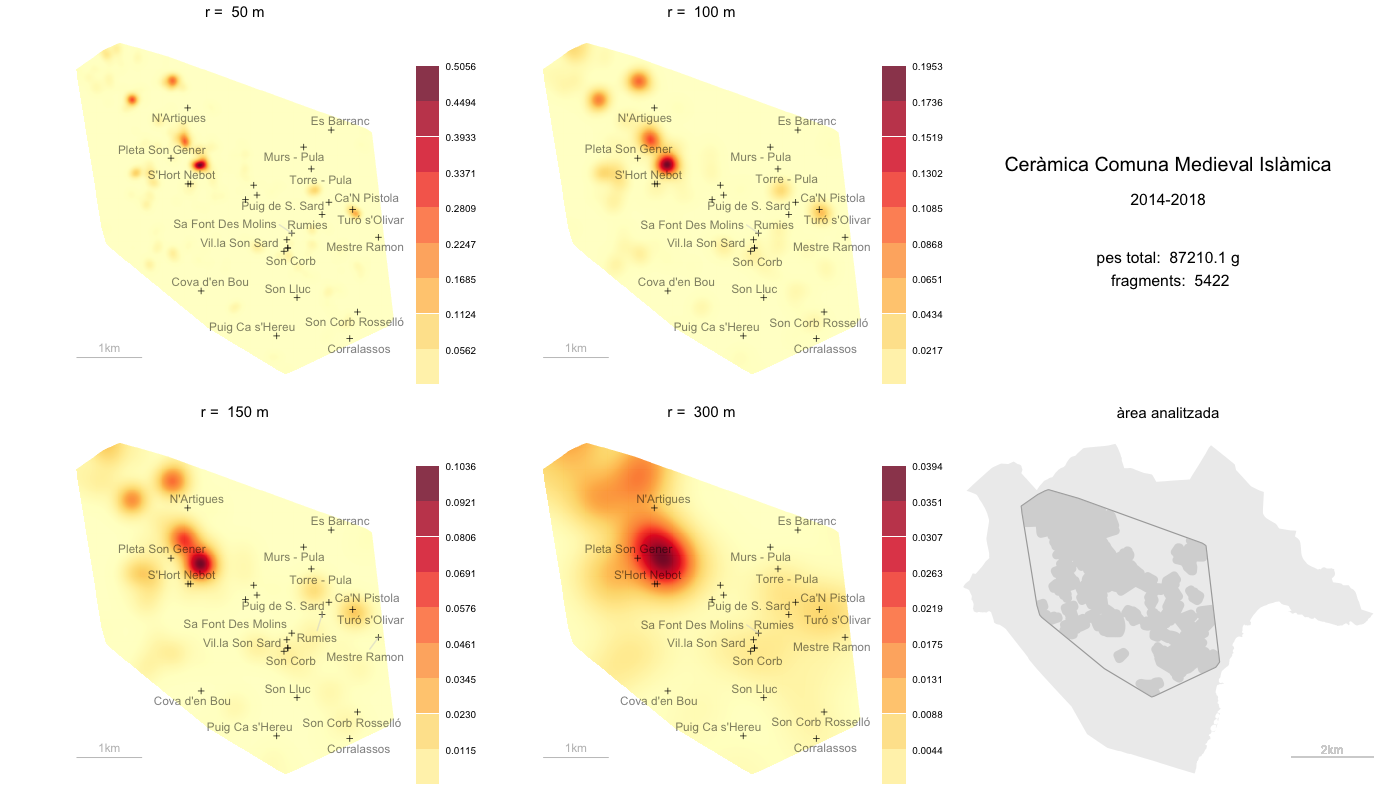 r =  50 m
N'Artigues
Es Barranc
Pleta Son Gener
Murs - Pula
S'Hort Nebot
Torre - Pula
Ca'N Pistola
Puig de S. Sard
Turó s'Olivar
Sa Font Des Molins
Rumies
Vil.la Son Sard
Mestre Ramon
Son Corb
Cova d'en Bou
Son Lluc
Son Corb Rosselló
Puig Ca s'Hereu
Corralassos
1km
0.5056
0.4494
0.3933
0.3371
0.2809
0.2247
0.1685
0.1124
0.0562
r =  100 m
N'Artigues
Es Barranc
Pleta Son Gener
Murs - Pula
S'Hort Nebot
Torre - Pula
Ca'N Pistola
Puig de S. Sard
Turó s'Olivar
Sa Font Des Molins
Rumies
Vil.la Son Sard
Mestre Ramon
Son Corb
Cova d'en Bou
Son Lluc
Son Corb Rosselló
Puig Ca s'Hereu
Corralassos
1km
0.1953
0.1736
0.1519
0.1302
0.1085
0.0868
0.0651
0.0434
0.0217
Ceràmica Comuna Medieval Islàmica
2014-2018
pes total:  87210.1 g
fragments:  5422
r =  150 m
N'Artigues
Es Barranc
Pleta Son Gener
Murs - Pula
S'Hort Nebot
Torre - Pula
Ca'N Pistola
Puig de S. Sard
Turó s'Olivar
Sa Font Des Molins
Rumies
Vil.la Son Sard
Mestre Ramon
Son Corb
Cova d'en Bou
Son Lluc
Son Corb Rosselló
Puig Ca s'Hereu
Corralassos
1km
0.1036
0.0921
0.0806
0.0691
0.0576
0.0461
0.0345
0.0230
0.0115
r =  300 m
N'Artigues
Es Barranc
Pleta Son Gener
Murs - Pula
S'Hort Nebot
Torre - Pula
Ca'N Pistola
Puig de S. Sard
Turó s'Olivar
Sa Font Des Molins
Rumies
Vil.la Son Sard
Mestre Ramon
Son Corb
Cova d'en Bou
Son Lluc
Son Corb Rosselló
Puig Ca s'Hereu
Corralassos
1km
0.0394
0.0351
0.0307
0.0263
0.0219
0.0175
0.0131
0.0088
0.0044
àrea analitzada
2km